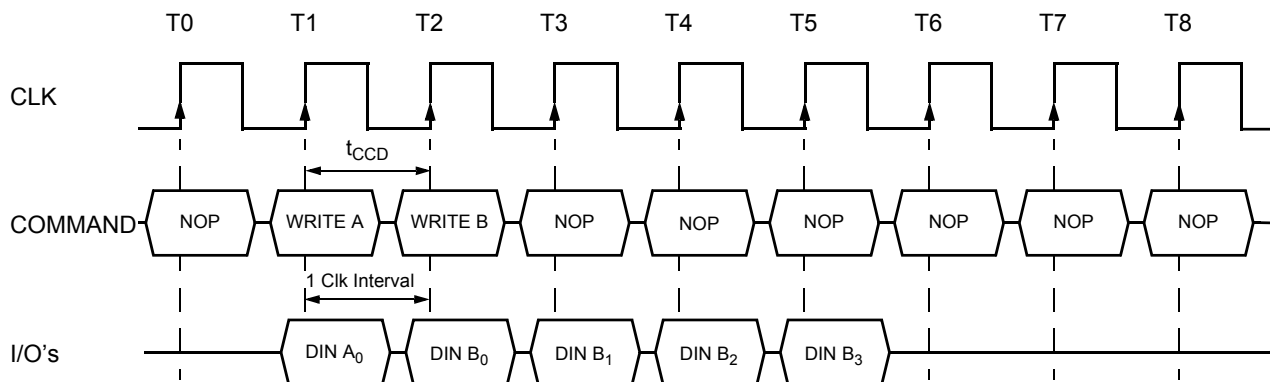 T0 T1 T2 T3 T4 T5 T6 T7 T8
CLK
tCCD
COMMAND NOP WRITE A WRITE B NOP NOP NOP NOP NOP NOP
1 Clk Interval
I/O's DIN A0 DIN B0 DIN B1 DIN B2 DIN B3